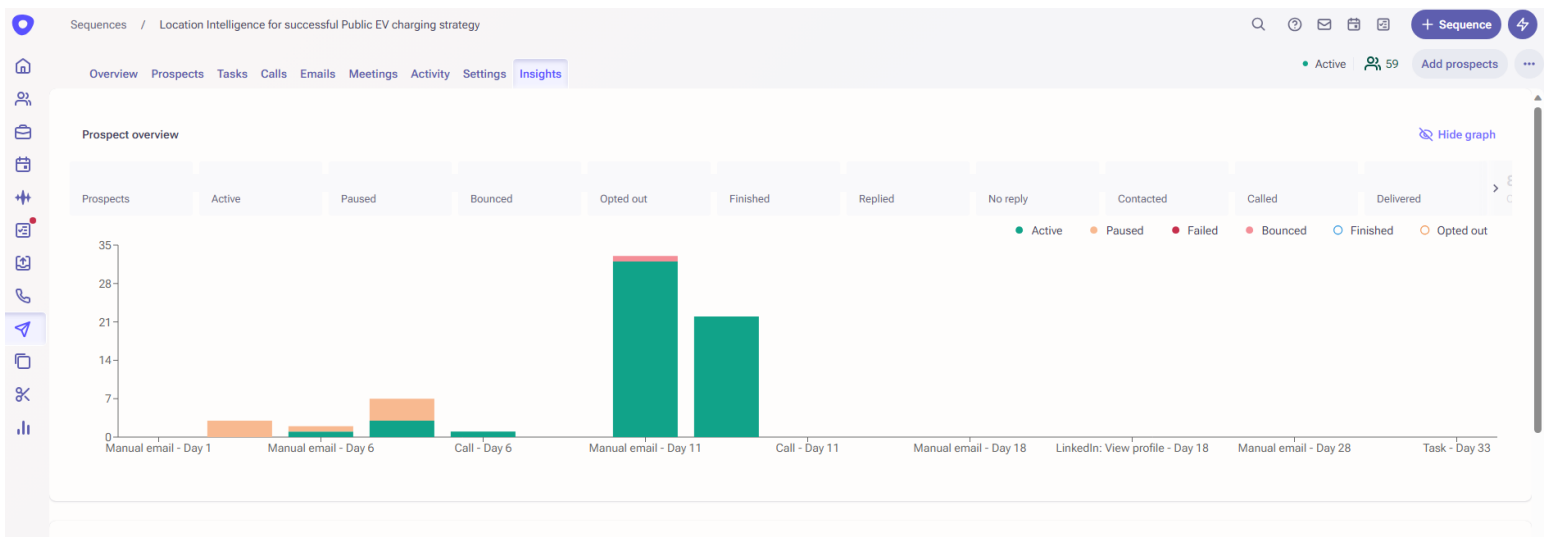 Sequences / Location Intelligence for successful Public EV charging strategy
+ Sequence
Overview Prospects Tasks Calls Emails Meetings Activity Settings Insights
Active 59 Add prospects
Prospect overview
Hide graph
Prospects Active Paused Bounced Opted out Finished Replied No reply Contacted Called Delivered
Active Paused Failed Bounced Finished Opted out
35
28
21
14
7
0
Manual email - Day 1 Manual email - Day 6 Call - Day 6 Manual email - Day 11 Call - Day 11 Manual email - Day 18 LinkedIn: View profile - Day 18 Manual email - Day 28 Task - Day 33